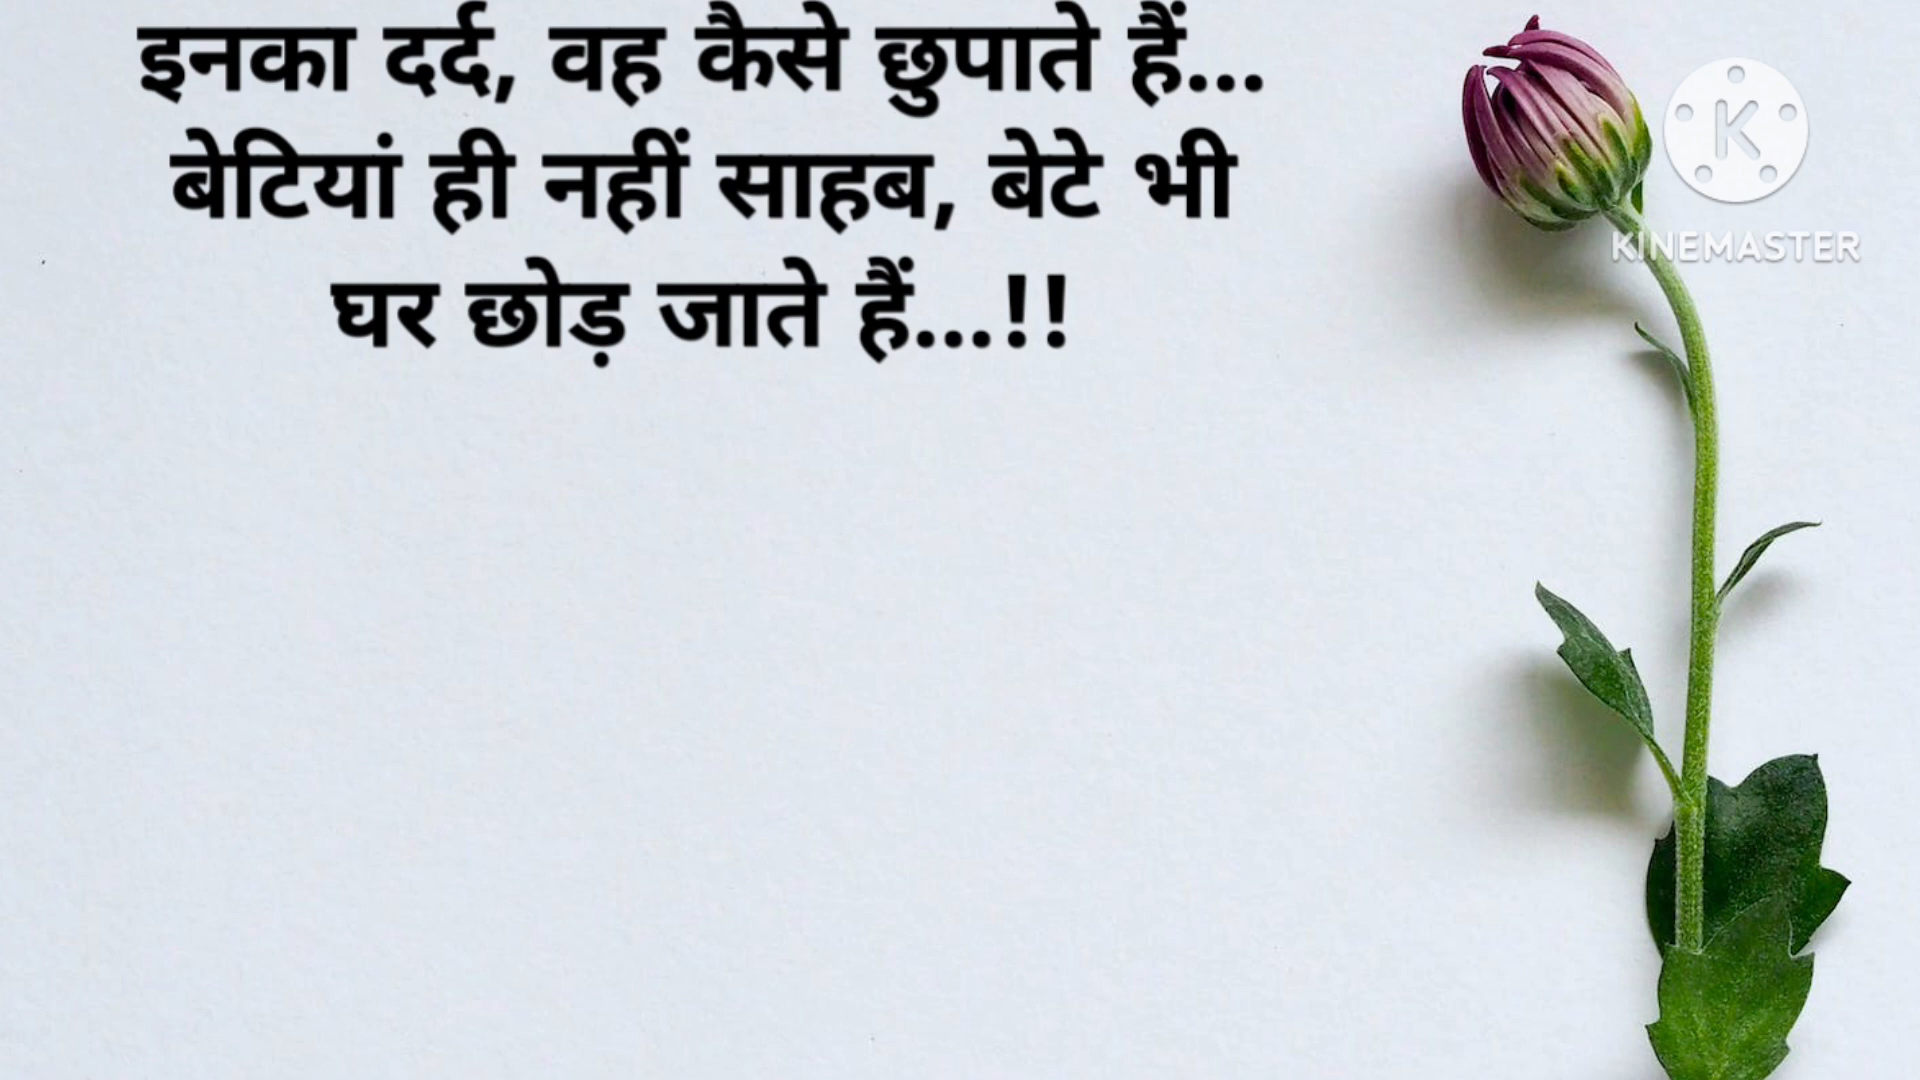 इनका दर्द, वह कैसे छुपाते हैं...
बेटियां ही नहीं साहब, बेटे भी
घर छोड़ जाते हैं...!!
K
KINEMASTER